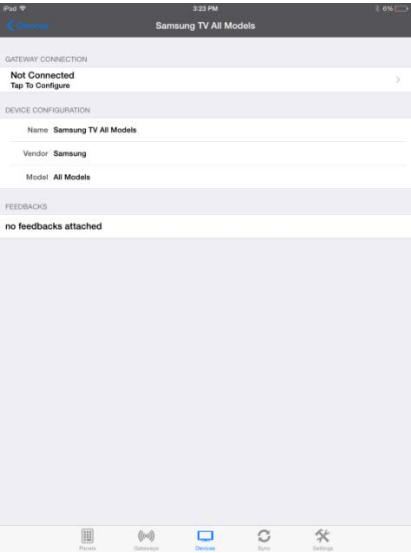 iPad 3:23 PM 6%
Devices Samsung TV All Models
GATEWAY CONNECTION
Not Connected
Tap To Configure
DEVICE CONFIGURATION
Name Samsung TV All Models
Vendor Samsung
Model All Models
FEEDBACKS
no feedbacks attached
Panels Gateways Devices Sync Settings